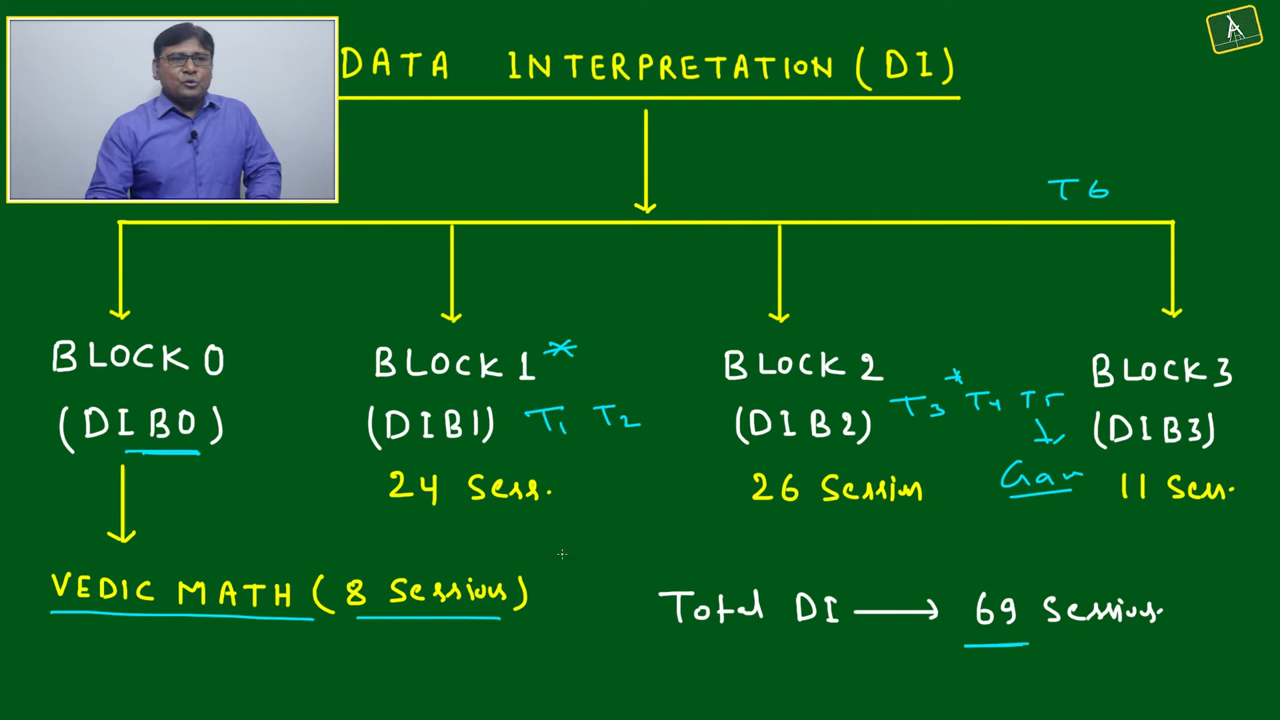 DATA INTERPRETATION (DI)
T6
BLOCK 0
BLOCK 1 *
BLOCK 2
BLOCK 3
(DIB0)
(DIB1) T1 T2
(DIB2) T3 * T4 T5
(DIB3)
24 Sess.
26 Session
11 Sess.
VEDIC MATH (8 Sessions)
Total DI → 69 Sessions.